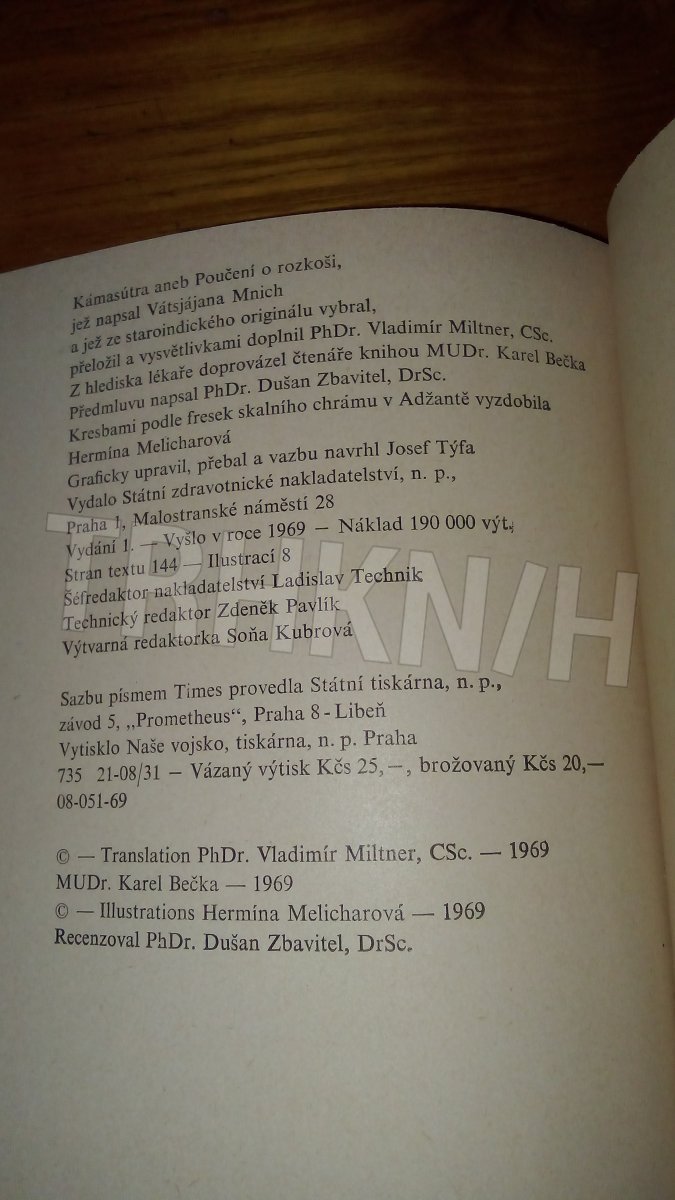 Kámasútra aneb Poučení o rozkoši,
jež napsal Vátsjájana Mnich
a jež ze staroindického originálu vybral,
přeložil a vysvětlivkami doplnil PhDr. Vladimír Miltner, CSc.
Z hlediska lékaře doprovázel čtenáře knihou MUDr. Karel Bečka
Předmluvu napsal PhDr. Dušan Zbavitel, DrSc.
Kresbami podle fresek skalního chrámu v Adžantě vyzdobila
Hermína Melicharová
Graficky upravil, přebal a vazbu navrhl Josef Týfa
Vydalo Státní zdravotnické nakladatelství, n. p.,
Praha 1, Malostranské náměstí 28
Vydání 1. — Vyšlo v roce 1969 — Náklad 190 000 výt.
Stran textu 144 — Ilustrací 8
Šéfredaktor nakladatelství Ladislav Technik
Technický redaktor Zdeněk Pavlík
Výtvarná redaktorka Soňa Kubrová
Sazbu písmem Times provedla Státní tiskárna, n. p.,
závod 5, „Prometheus“, Praha 8 - Libeň
Vytisklo Naše vojsko, tiskárna, n. p. Praha
735 21-08/31 — Vázaný výtisk Kčs 25,—, brožovaný Kčs 20,—
08-051-69
© — Translation PhDr. Vladimír Miltner, CSc. — 1969
MUDr. Karel Bečka — 1969
© — Illustrations Hermína Melicharová — 1969
Recenzoval PhDr. Dušan Zbavitel, DrSc.